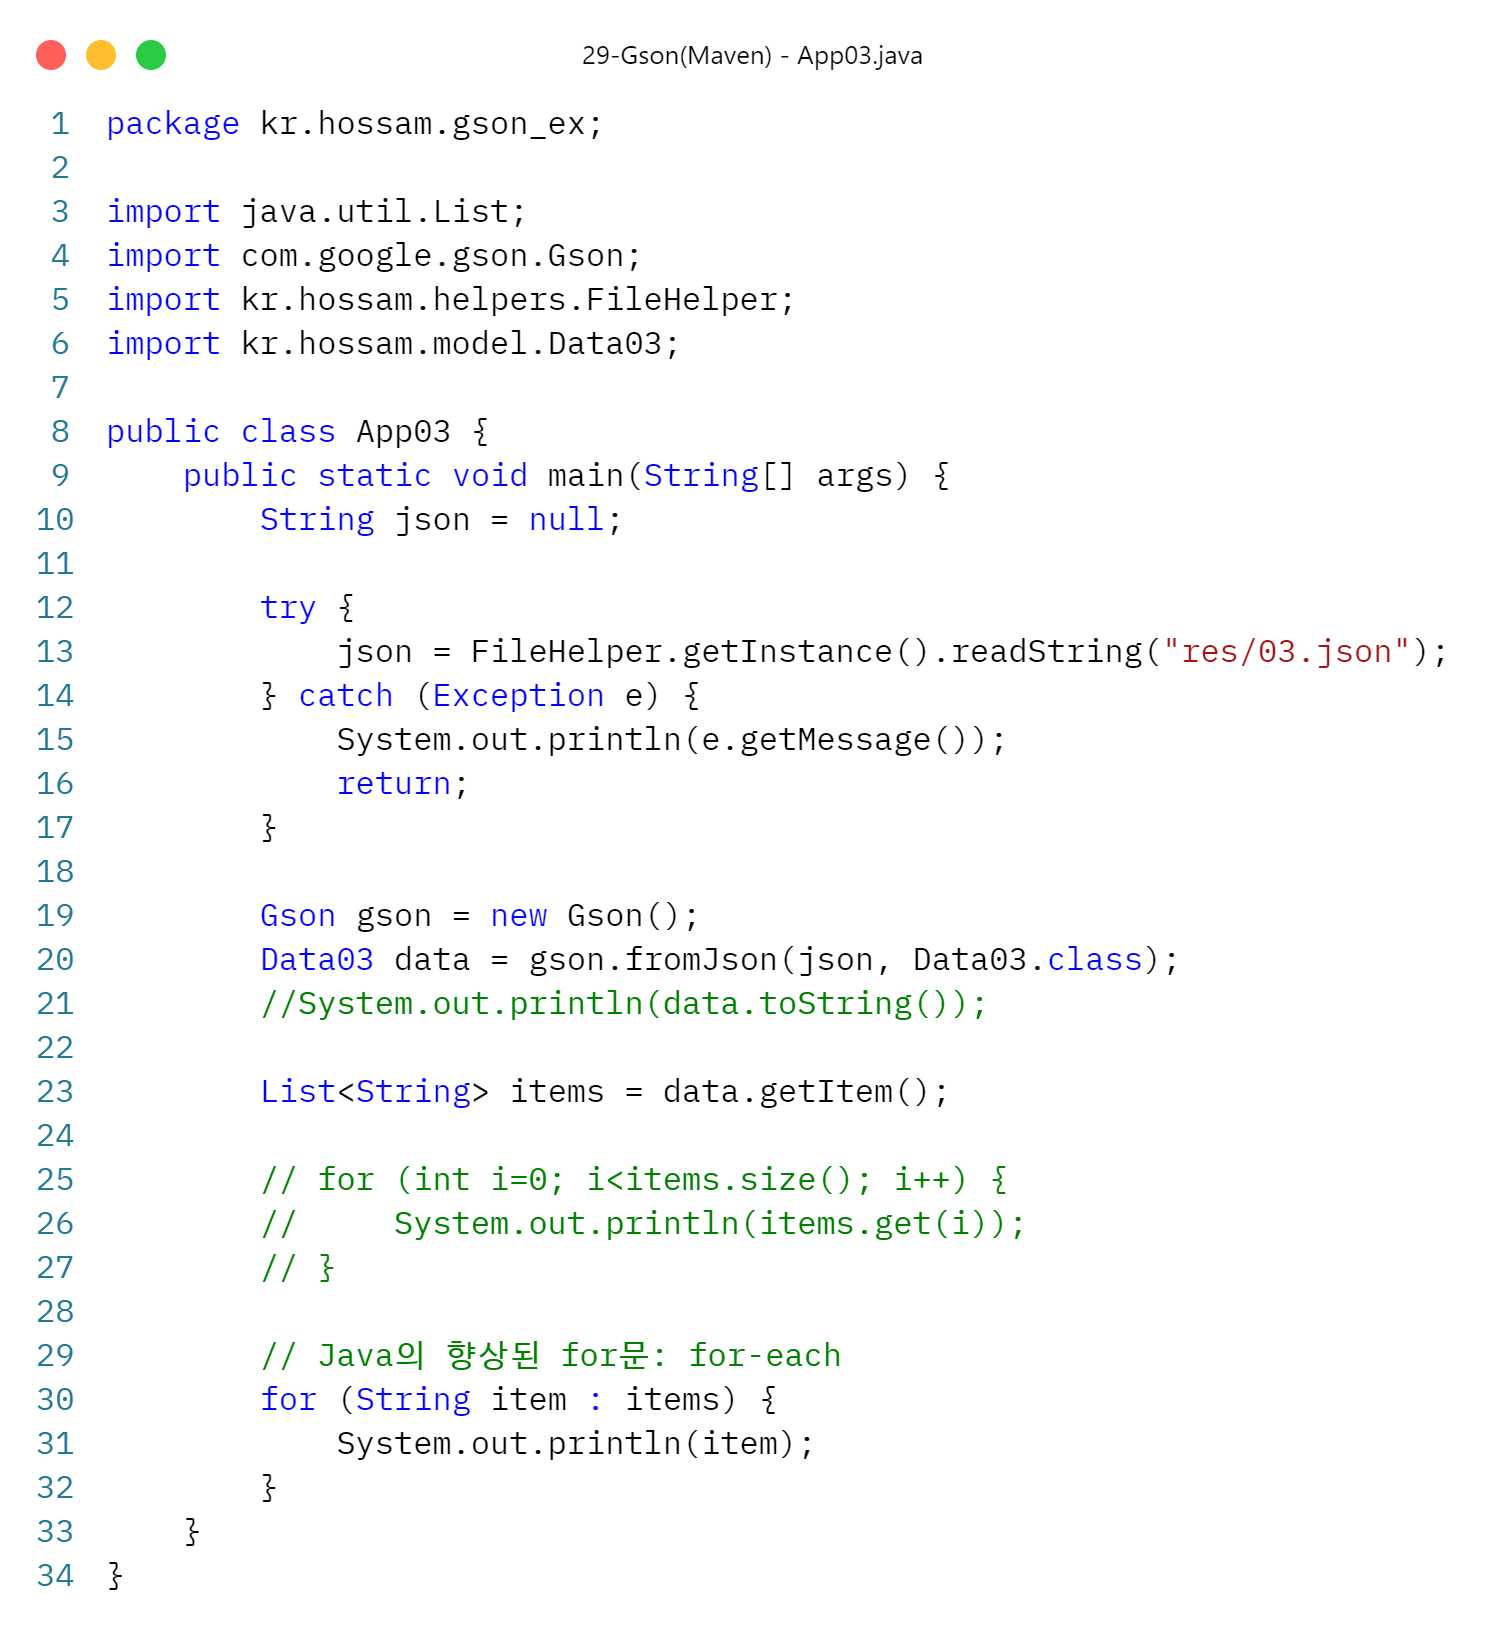 29-Gson(Maven) - App03.java
1 package kr.hossam.gson_ex;
2
3 import java.util.List;
4 import com.google.gson.Gson;
5 import kr.hossam.helpers.FileHelper;
6 import kr.hossam.model.Data03;
7
8 public class App03 {
9     public static void main(String[] args) {
10         String json = null;
11
12         try {
13             json = FileHelper.getInstance().readString("res/03.json");
14         } catch (Exception e) {
15             System.out.println(e.getMessage());
16             return;
17         }
18
19         Gson gson = new Gson();
20         Data03 data = gson.fromJson(json, Data03.class);
21         //System.out.println(data.toString());
22
23         List<String> items = data.getItem();
24
25         // for (int i=0; i<items.size(); i++) {
26         //     System.out.println(items.get(i));
27         // }
28
29         // Java의 향상된 for문: for-each
30         for (String item : items) {
31             System.out.println(item);
32         }
33     }
34 }